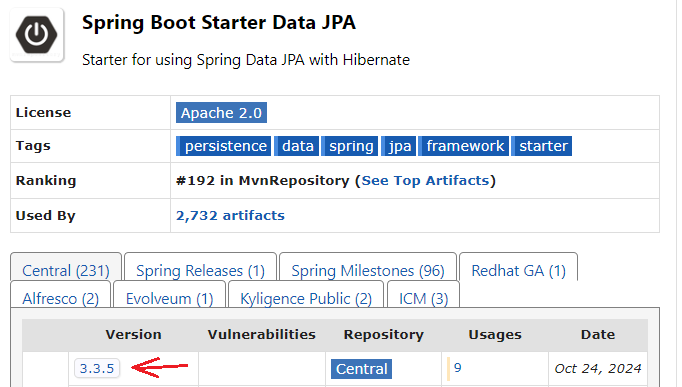 Spring Boot Starter Data JPA
Starter for using Spring Data JPA with Hibernate
License Apache 2.0
Tags persistence data spring jpa framework starter
Ranking #192 in MvnRepository (See Top Artifacts)
Used By 2,732 artifacts
Central (231) Spring Releases (1) Spring Milestones (96) Redhat GA (1)
Alfresco (2) Evolveum (1) Kyligence Public (2) ICM (3)
Version Vulnerabilities Repository Usages Date
3.3.5 Central 9 Oct 24, 2024